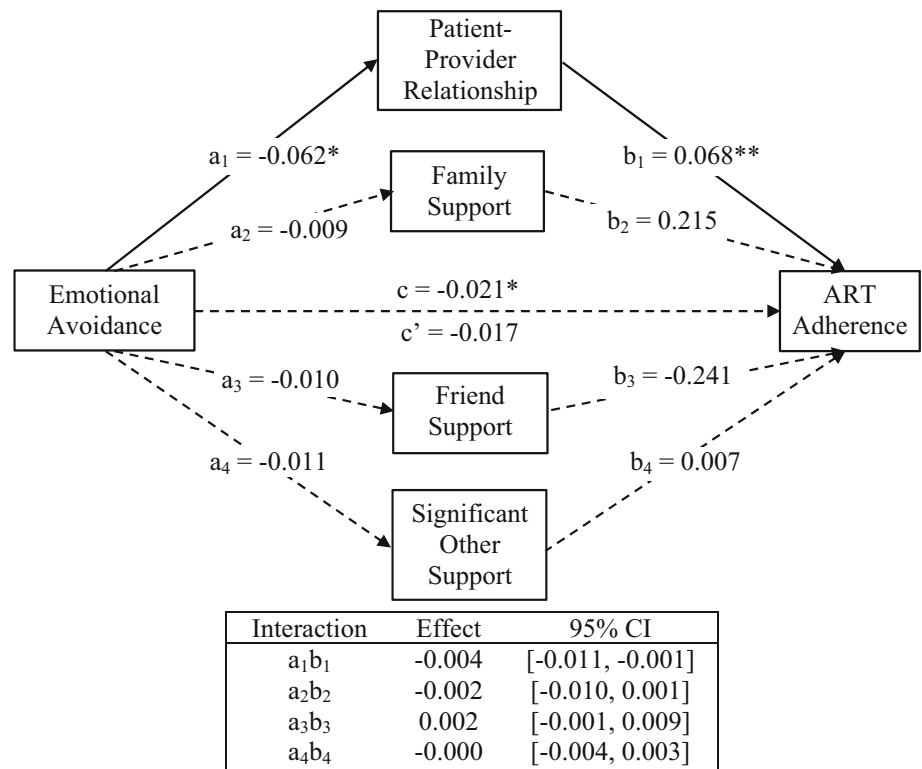 Patient-
Provider
Relationship
a₁ = -0.062*
b₁ = 0.068**
Family
Support
a₂ = -0.009
b₂ = 0.215
Emotional
Avoidance
c = -0.021*
c’ = -0.017
ART
Adherence
a₃ = -0.010
b₃ = -0.241
Friend
Support
a₄ = -0.011
b₄ = 0.007
Significant
Other
Support
Interaction Effect 95% CI
a₁b₁ -0.004 [-0.011, -0.001]
a₂b₂ -0.002 [-0.010, 0.001]
a₃b₃ 0.002 [-0.001, 0.009]
a₄b₄ -0.000 [-0.004, 0.003]